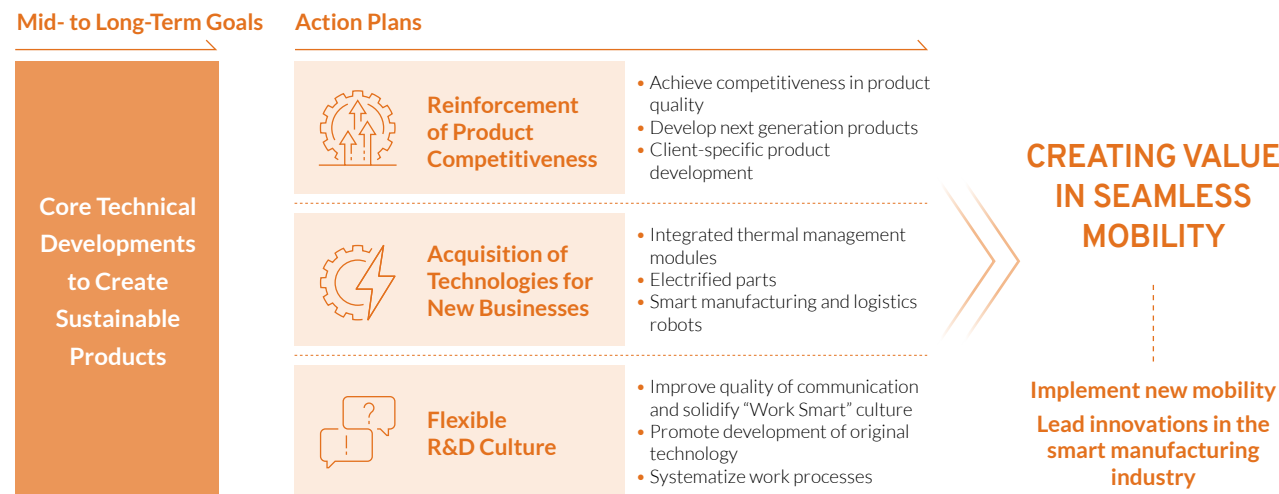 Mid- to Long-Term Goals
Action Plans
Core Technical
Developments
to Create
Sustainable
Products
Reinforcement
of Product
Competitiveness
• Achieve competitiveness in product
quality
• Develop next generation products
• Client-specific product
development
Acquisition of
Technologies for
New Businesses
• Integrated thermal management
modules
• Electrified parts
• Smart manufacturing and logistics
robots
?
!
Flexible
R&D Culture
• Improve quality of communication
and solidify “Work Smart” culture
• Promote development of original
technology
• Systematize work processes
CREATING VALUE
IN SEAMLESS
MOBILITY
Implement new mobility
Lead innovations in the
smart manufacturing
industry